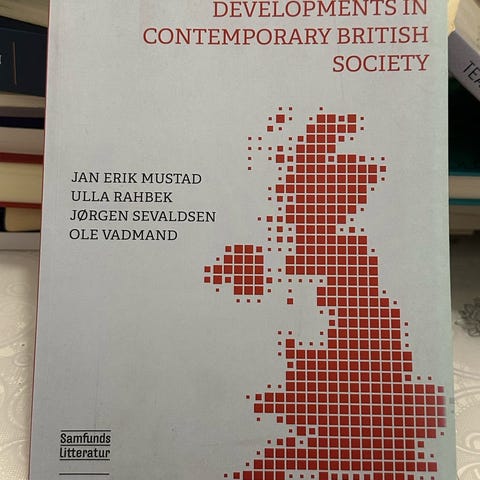 DEVELOPMENTS IN
CONTEMPORARY BRITISH
SOCIETY
JAN ERIK MUSTAD
ULLA RAHBEK
JØRGEN SEVALDSEN
OLE VADMAND
Samfunds
litteratur